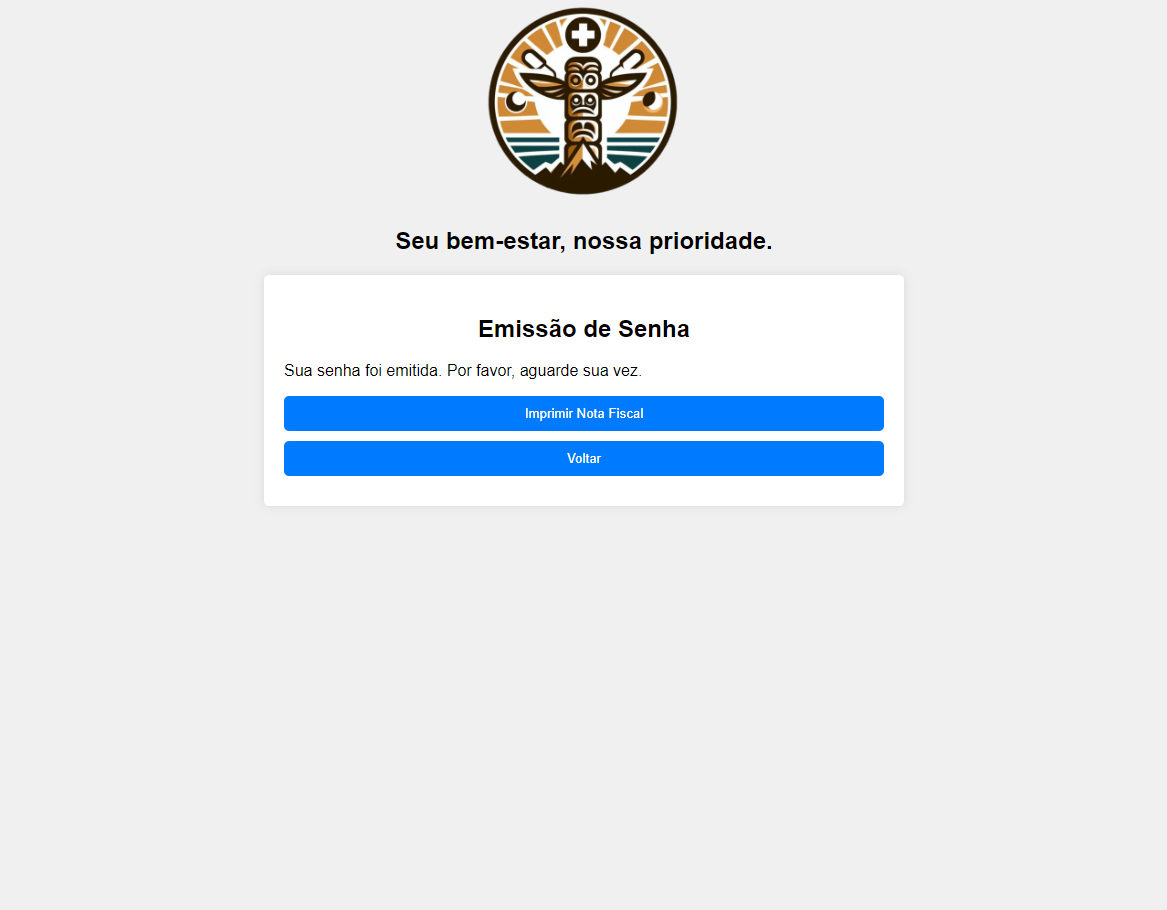 Seu bem-estar, nossa prioridade.
Emissão de Senha
Sua senha foi emitida. Por favor, aguarde sua vez.
Imprimir Nota Fiscal
Voltar